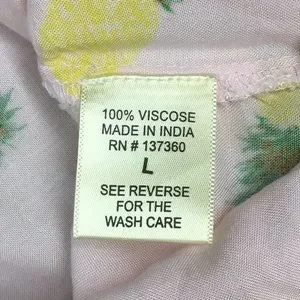 100% VISCOSE
MADE IN INDIA
RN # 137360
L
SEE REVERSE
FOR THE
WASH CARE